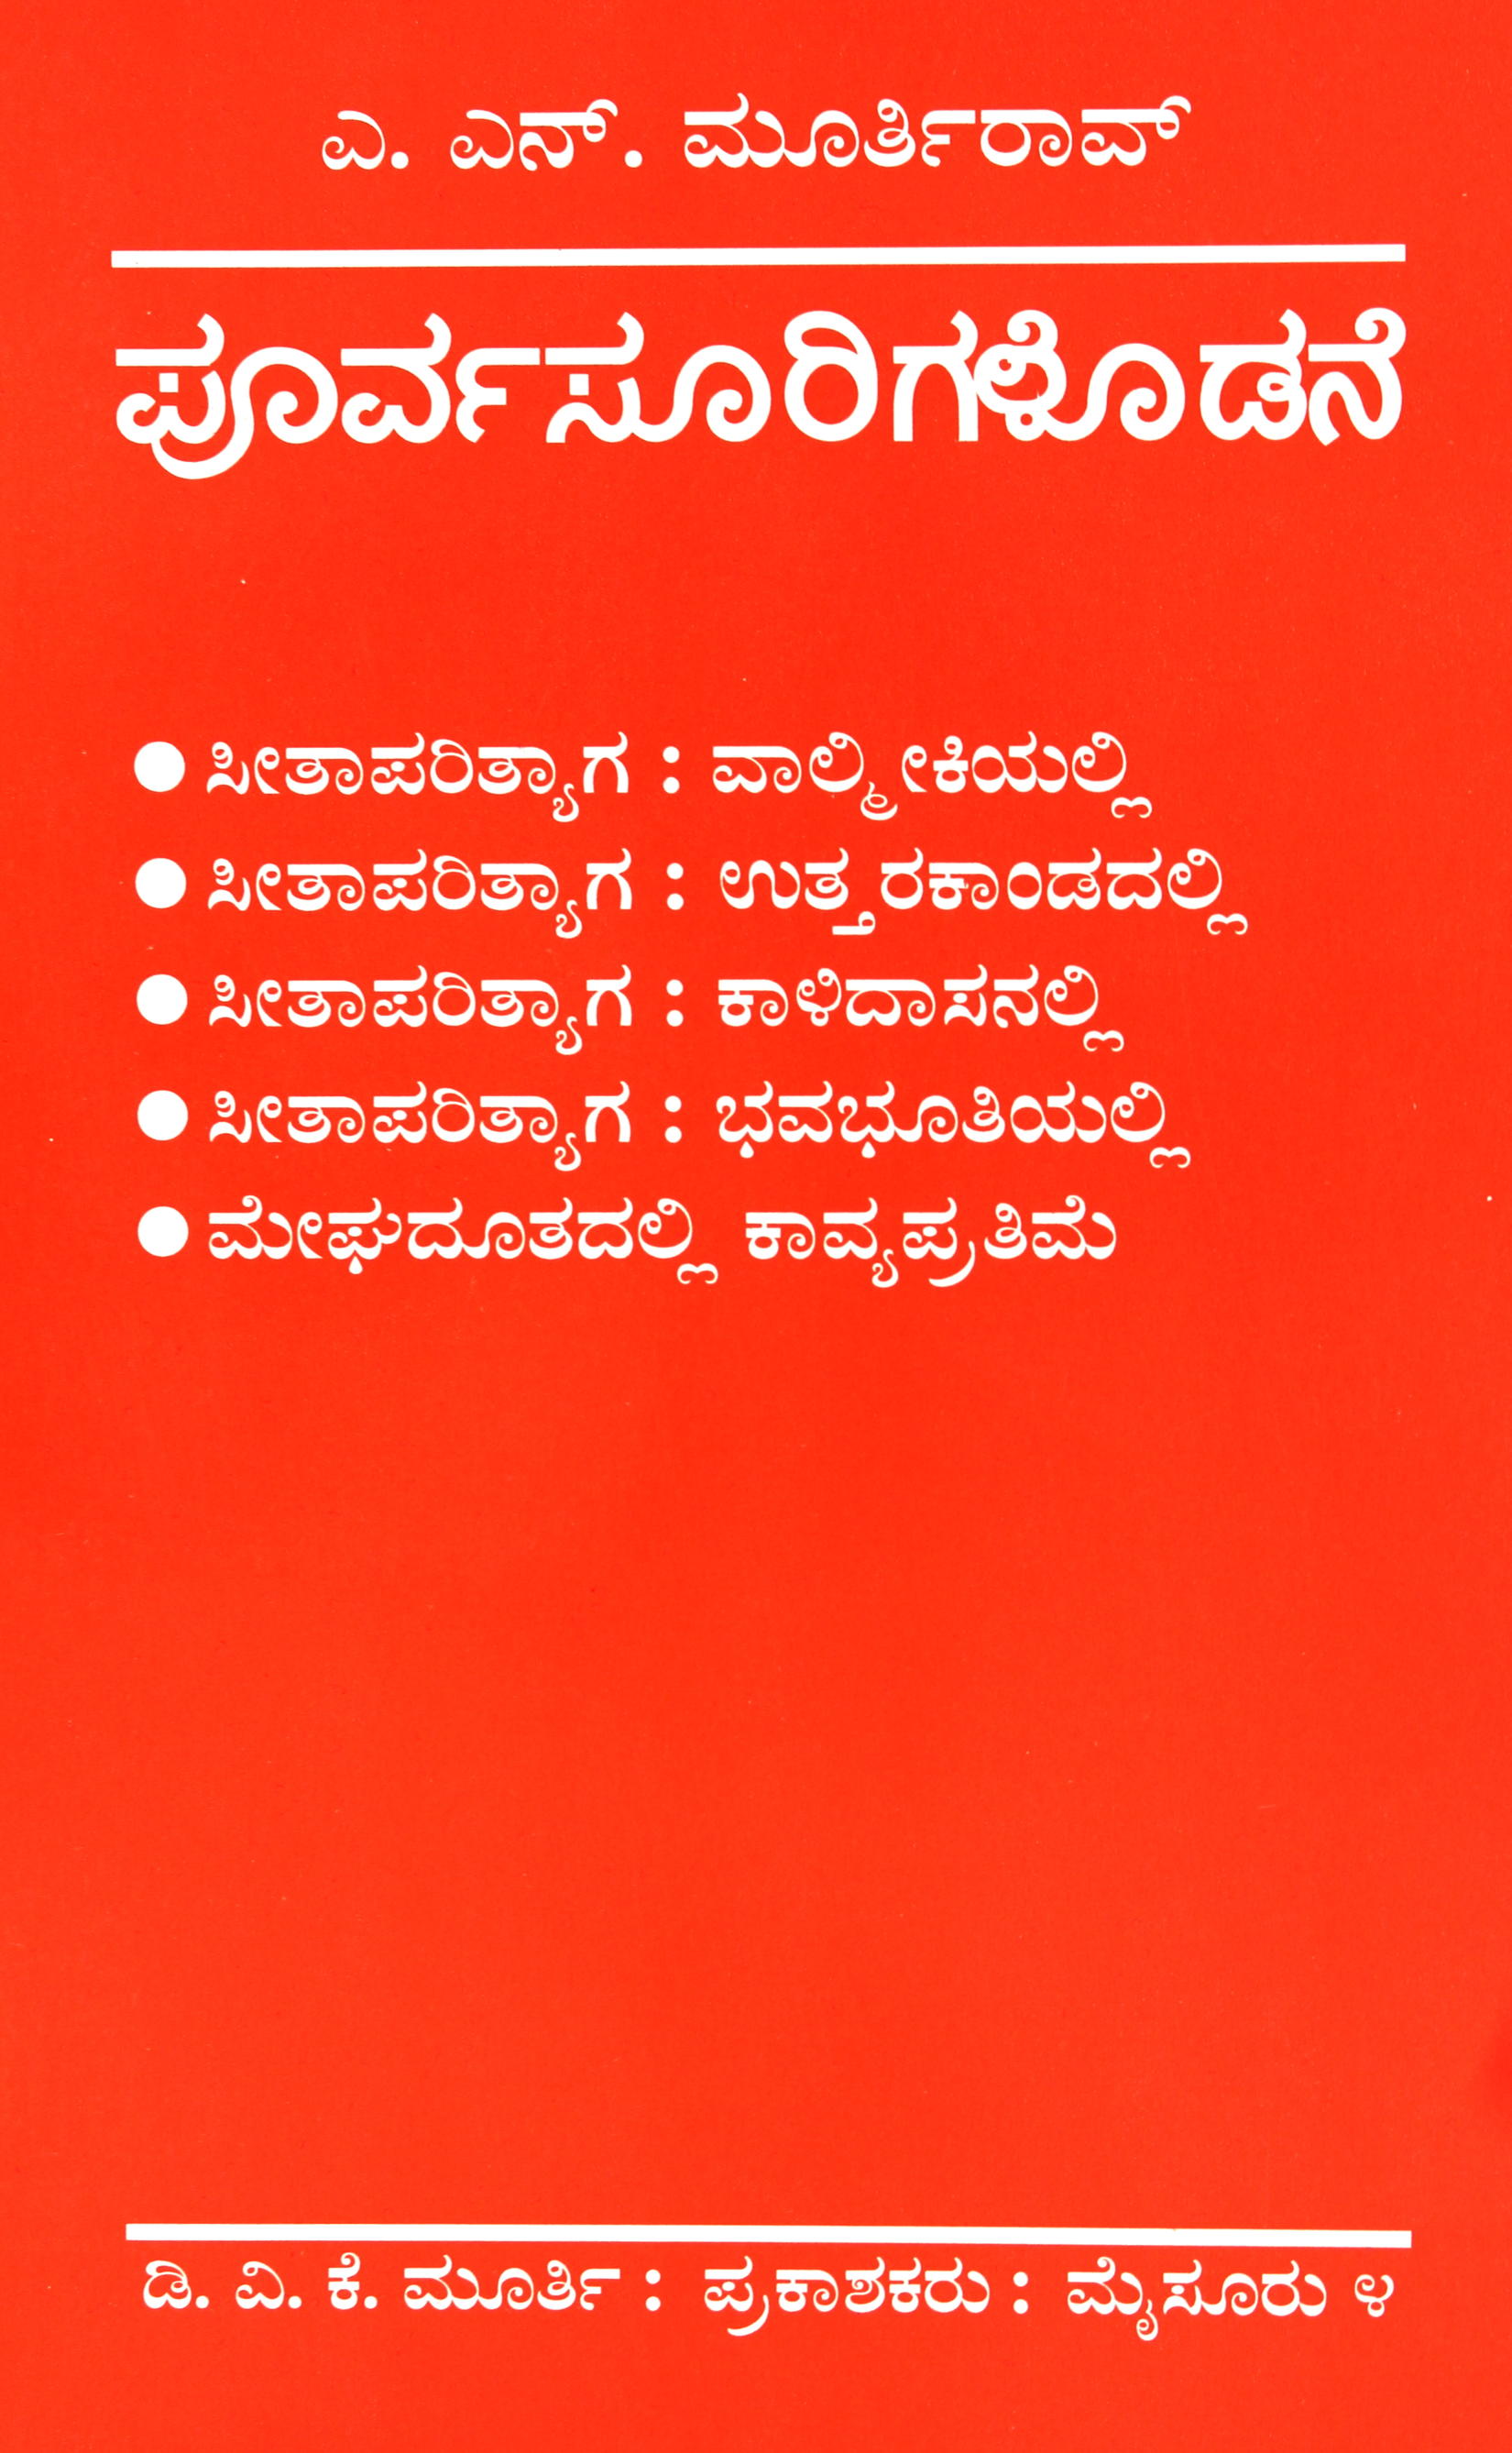 ಎ. ಎನ್. ಮೂರ್ತಿರಾವ್
ಪೂರ್ವಸೂರಿಗಳೊಡನೆ
● ಸೀತಾಪರಿತ್ಯಾಗ : ವಾಲ್ಮೀಕಿಯಲ್ಲಿ
● ಸೀತಾಪರಿತ್ಯಾಗ : ಉತ್ತರಕಾಂಡದಲ್ಲಿ
● ಸೀತಾಪರಿತ್ಯಾಗ : ಕಾಳಿದಾಸನಲ್ಲಿ
● ಸೀತಾಪರಿತ್ಯಾಗ : ಭವಭೂತಿಯಲ್ಲಿ
● ಮೇಘದೂತದಲ್ಲಿ ಕಾವ್ಯಪ್ರತಿಮೆ
ಡಿ. ವಿ. ಕೆ. ಮೂರ್ತಿ : ಪ್ರಕಾಶಕರು : ಮೈಸೂರು ೪